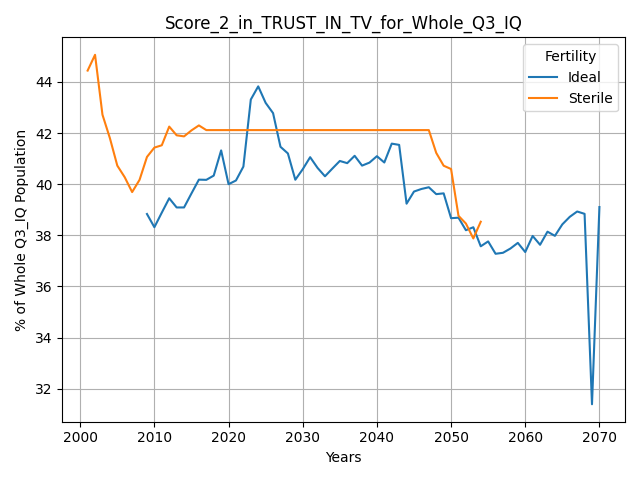 Score_2_in_TRUST_IN_TV_for_Whole_Q3_IQ
Fertility
Ideal
Sterile
% of Whole Q3_IQ Population
44
42
40
38
36
34
32
2000 2010 2020 2030 2040 2050 2060 2070
Years